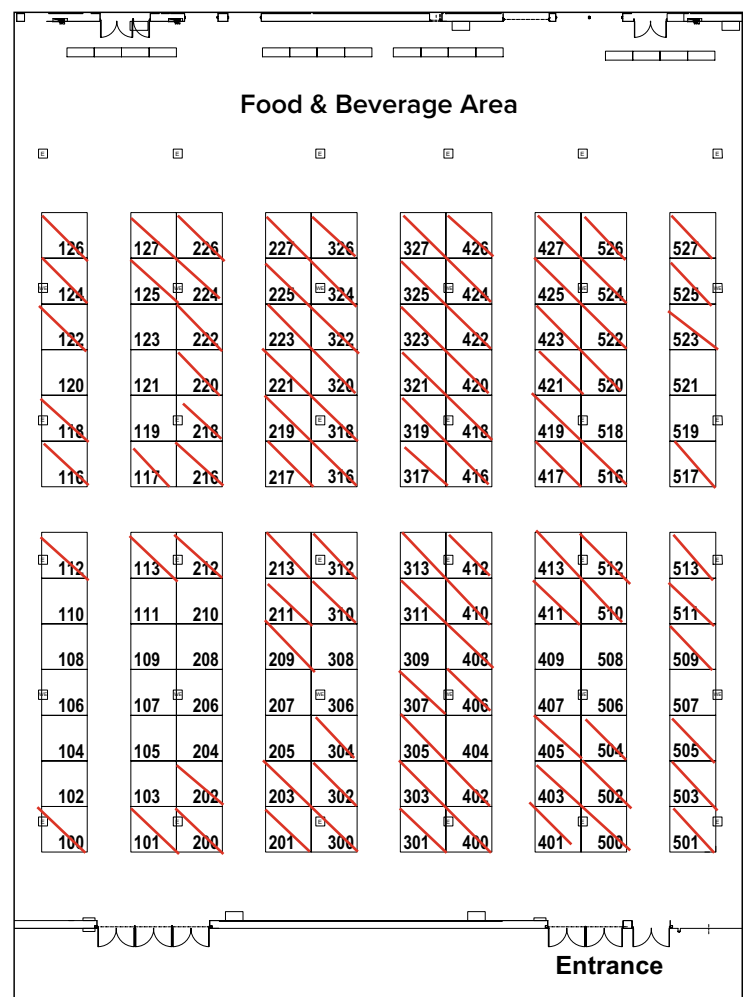 Food & Beverage Area
E E E E E E
126 127 226 227 326 327 426 427 526 527
124 125 224 225 324 325 424 425 524 525
122 123 222 223 322 323 422 423 522 523
120 121 220 221 320 321 420 421 520 521
118 119 218 219 318 319 418 419 518 519
E E E E E E
116 117 216 217 316 317 416 417 516 517
E E E E E E
112 113 212 213 312 313 412 413 512 513
110 111 210 211 310 311 410 411 510 511
108 109 208 209 308 309 408 409 508 509
106 107 206 207 306 307 406 407 506 507
104 105 204 205 304 305 404 405 504 505
102 103 202 203 302 303 402 403 502 503
E E E E E E
100 101 200 201 300 301 400 401 500 501
Entrance